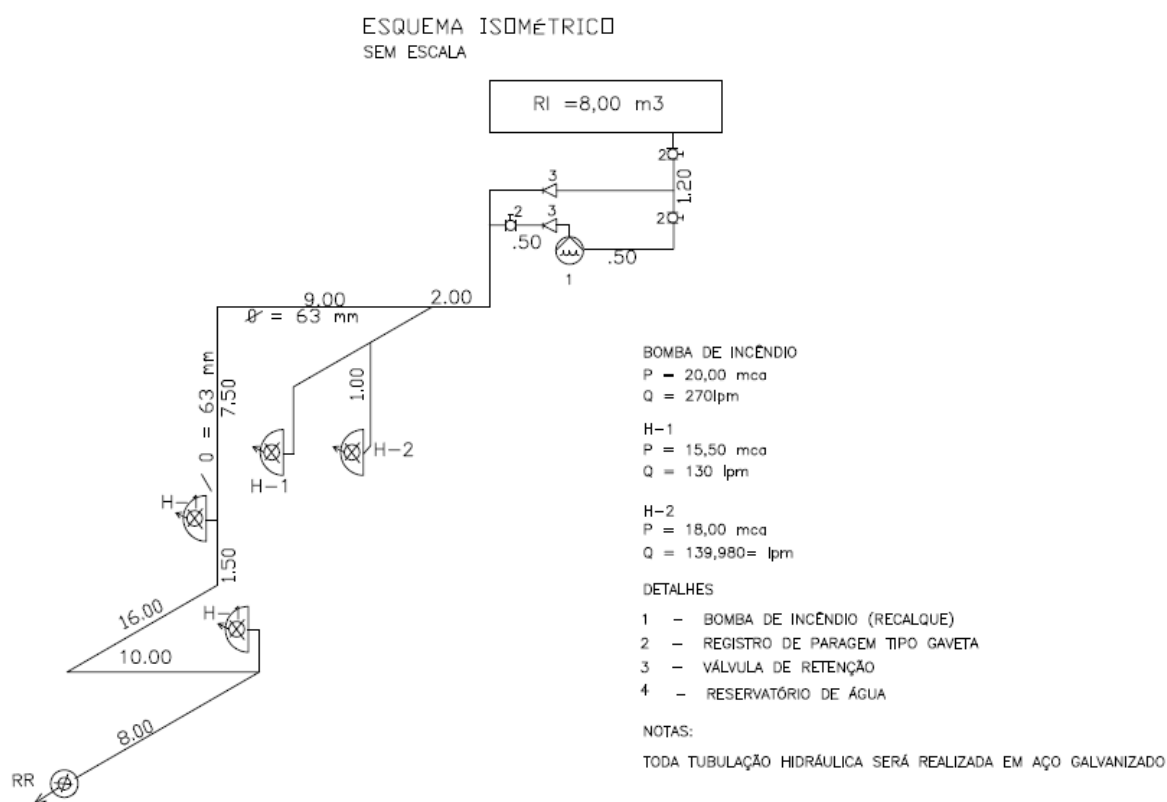 ESQUEMA ISOMÉTRICO
SEM ESCALA
RI =8,00 m3
2
1.20
3
2
3
2
.50
.50
1
9.00
2.00
Ø = 63 mm
Ø = 63 mm
7.50
1.00
H-1
H-2
H-1
1.50
16.00
H-1
10.00
8.00
RR
BOMBA DE INCÊNDIO
P = 20,00 mca
Q = 270lpm
H-1
P = 15,50 mca
Q = 130 lpm
H-2
P = 18,00 mca
Q = 139,980= lpm
DETALHES
1 - BOMBA DE INCÊNDIO (RECALQUE)
2 - REGISTRO DE PARAGEM TIPO GAVETA
3 - VÁLVULA DE RETENÇÃO
4 - RESERVATÓRIO DE ÁGUA
NOTAS:
TODA TUBULAÇÃO HIDRÁULICA SERÁ REALIZADA EM AÇO GALVANIZADO